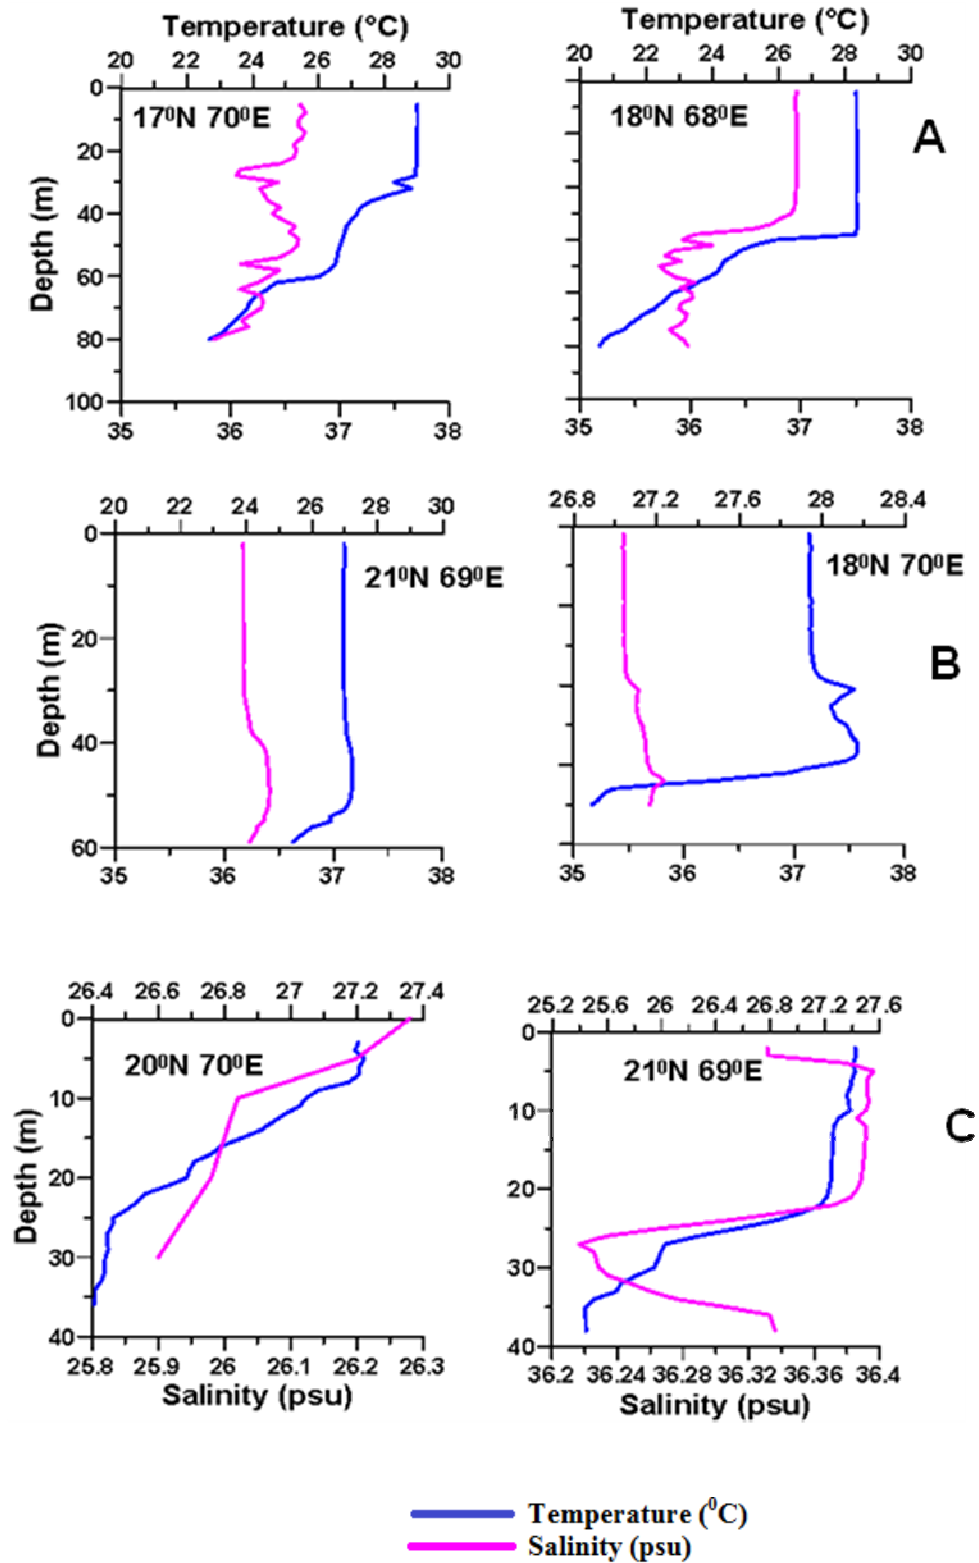 Temperature (°C)
20 22 24 26 28 30
17⁰N 70⁰E
0
20
40
60
80
100
Depth (m)
35 36 37 38
Temperature (°C)
20 22 24 26 28 30
18⁰N 68⁰E
A
35 36 37 38
20 22 24 26 28 30
21⁰N 69⁰E
0
20
40
60
Depth (m)
35 36 37 38
26.8 27.2 27.6 28 28.4
18⁰N 70⁰E
B
35 36 37 38
26.4 26.6 26.8 27 27.2 27.4
20⁰N 70⁰E
0
10
20
30
40
Depth (m)
25.8 25.9 26 26.1 26.2 26.3
Salinity (psu)
25.2 25.6 26 26.4 26.8 27.2 27.6
21⁰N 69⁰E
C
0
10
20
30
40
36.2 36.24 36.28 36.32 36.36 36.4
Salinity (psu)
Temperature (⁰C)
Salinity (psu)